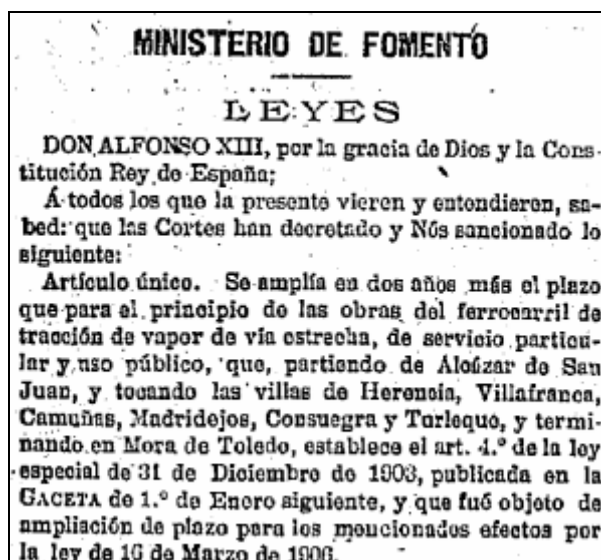 MINISTERIO DE FOMENTO
LEYES
DON ALFONSO XIII, por la gracia de Dios y la Cons-
titución Rey de España;
Á todos los que la presente vieren y entendieren, sa-
bed: que las Cortes han decretado y Nós sancionado lo
siguiente:
Artículo único. Se amplía en dos años más el plazo
que para el principio de las obras del ferrocarril de
tracción de vapor de vía estrecha, de servicio particu-
lar y uso público, que, partiendo de Alcázar de San
Juan, y tocando las villas de Herencia, Villafranca,
Camuñas, Madridejos, Consuegra y Turleque, y termi-
nando en Mora de Toledo, establece el art. 4.º de la ley
especial de 31 de Diciembre de 1903, publicada en la
GACETA de 1.º de Enero siguiente, y que fué objeto de
ampliación de plazo para los mencionados efectos por
la ley de 16 de Marzo de 1906.